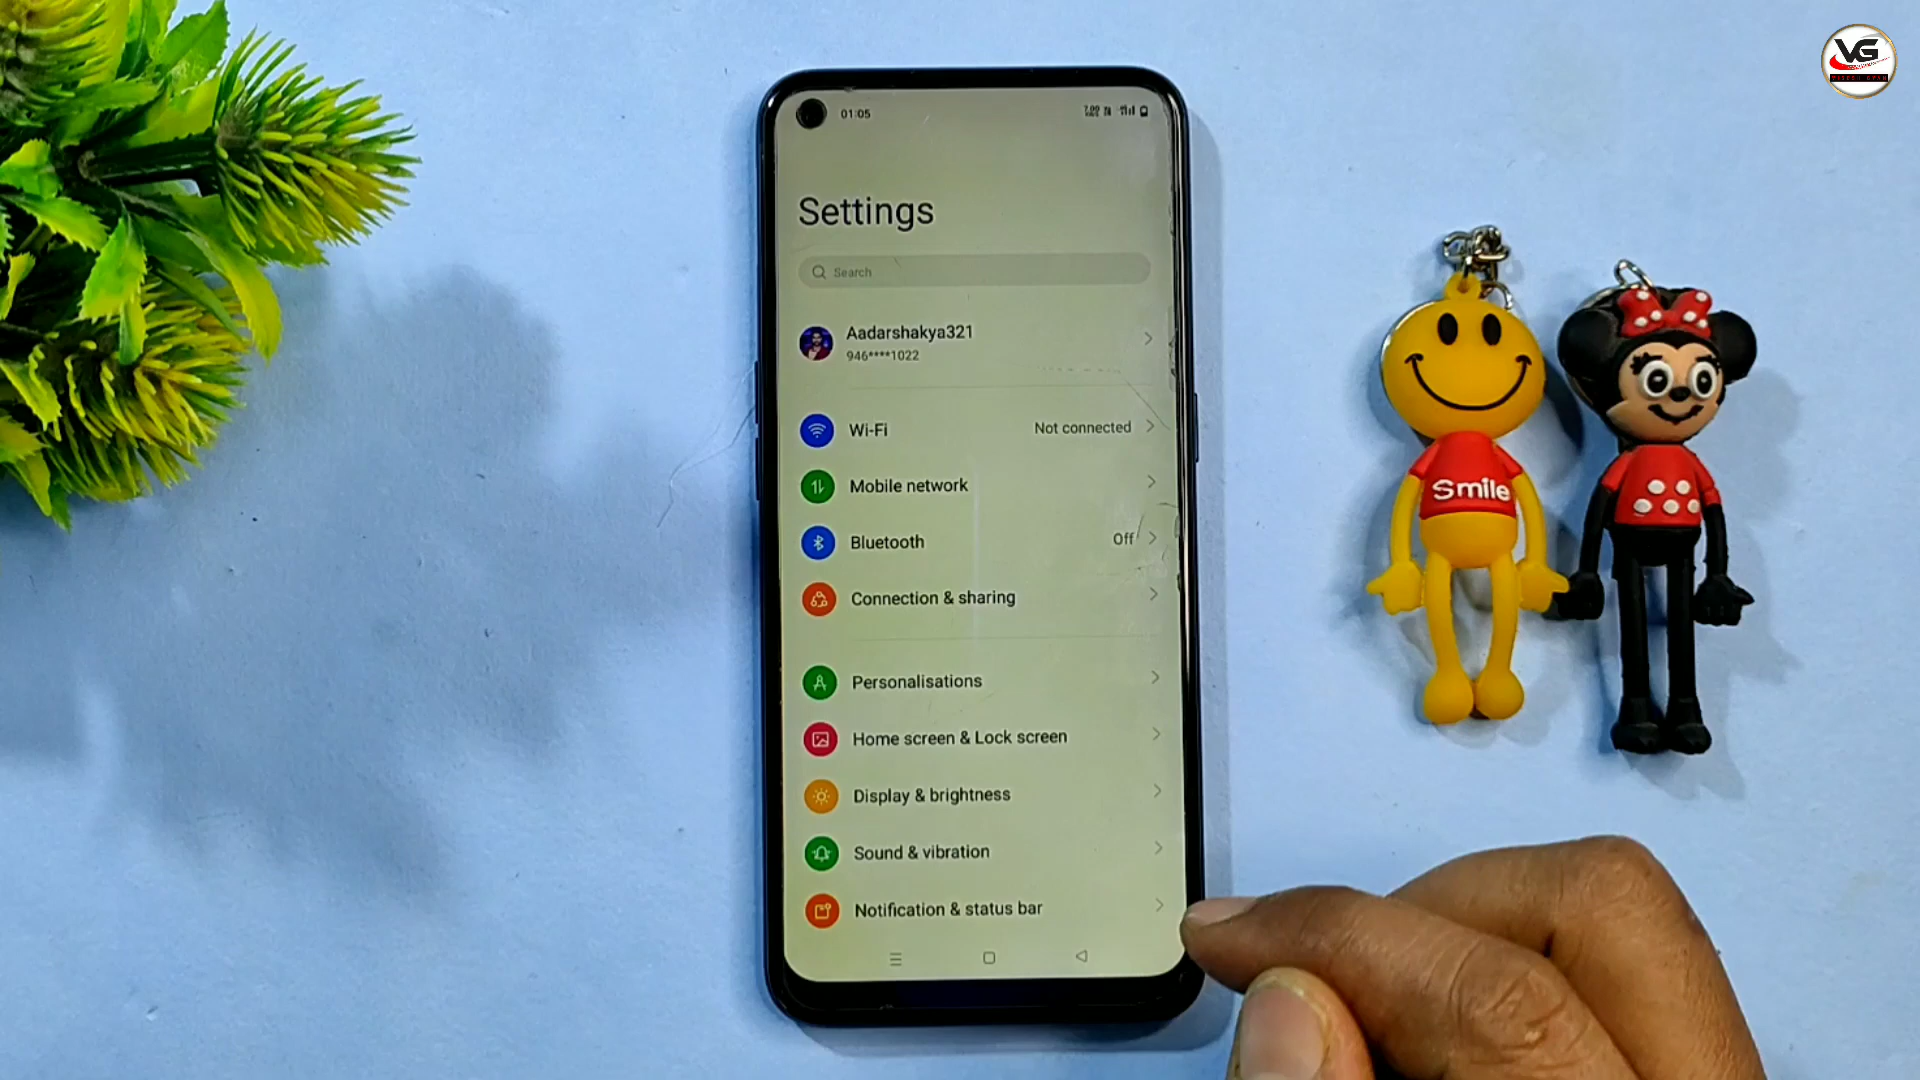 VG
01:05
Settings
Search
Aadarshakya321
946****1022
Wi-Fi
Not connected
Mobile network
Bluetooth
Off
Connection & sharing
Personalisations
Home screen & Lock screen
Display & brightness
Sound & vibration
Notification & status bar
Smile